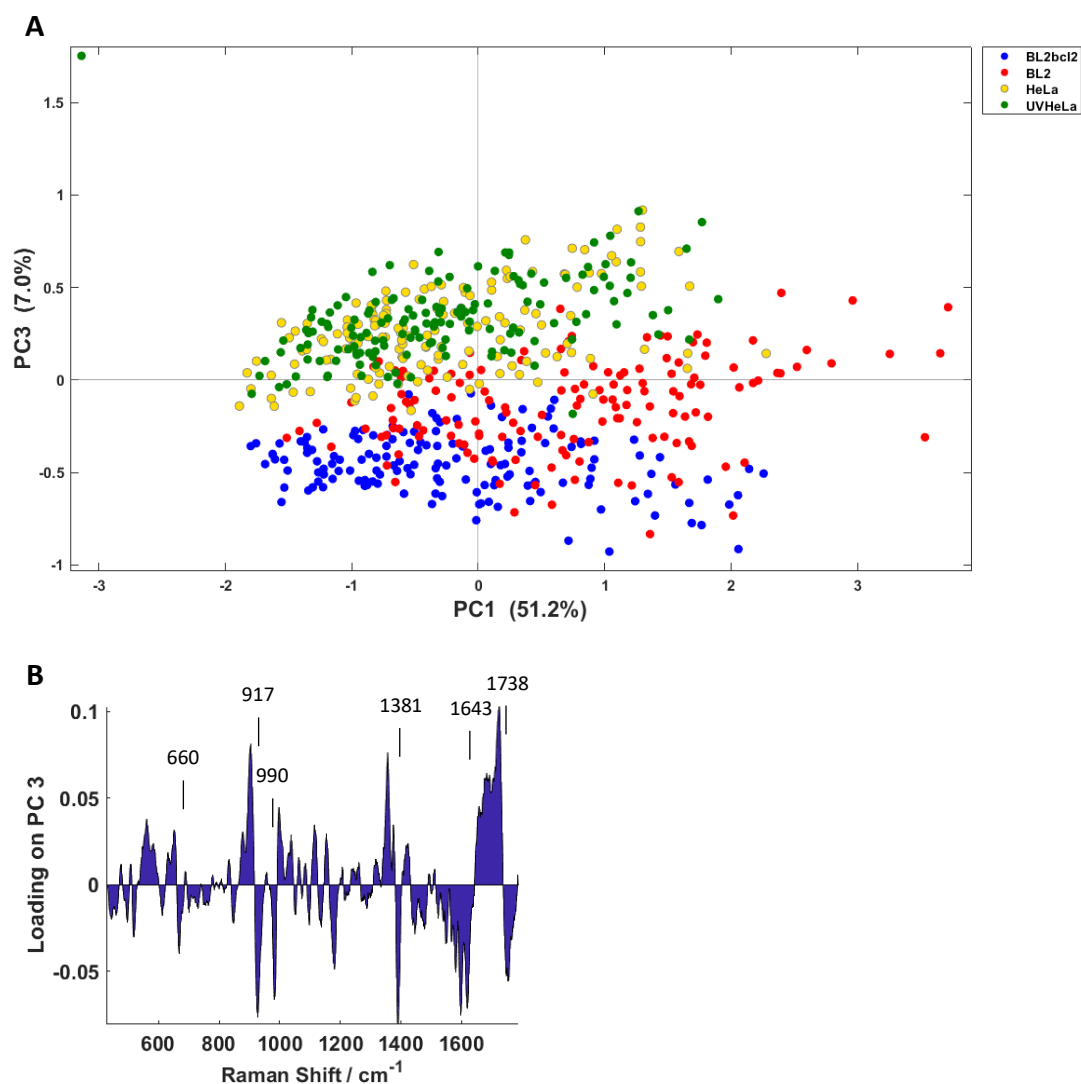 A
BL2bcl2
BL2
HeLa
UVHeLa
1.5
1
0.5
0
-0.5
-1
PC3 (7.0%)
-3
-2
-1
0
1
2
3
PC1 (51.2%)
B
1738
917
1381
1643
660
990
0.1
0.05
0
-0.05
Loading on PC 3
600
800
1000
1200
1400
1600
Raman Shift / cm-1